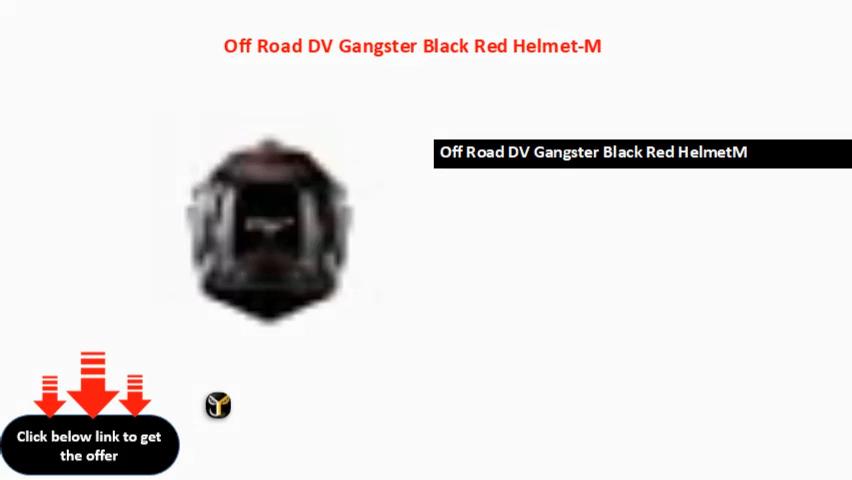 Off Road DV Gangster Black Red Helmet-M
Off Road DV Gangster Black Red HelmetM
Click below link to get
the offer